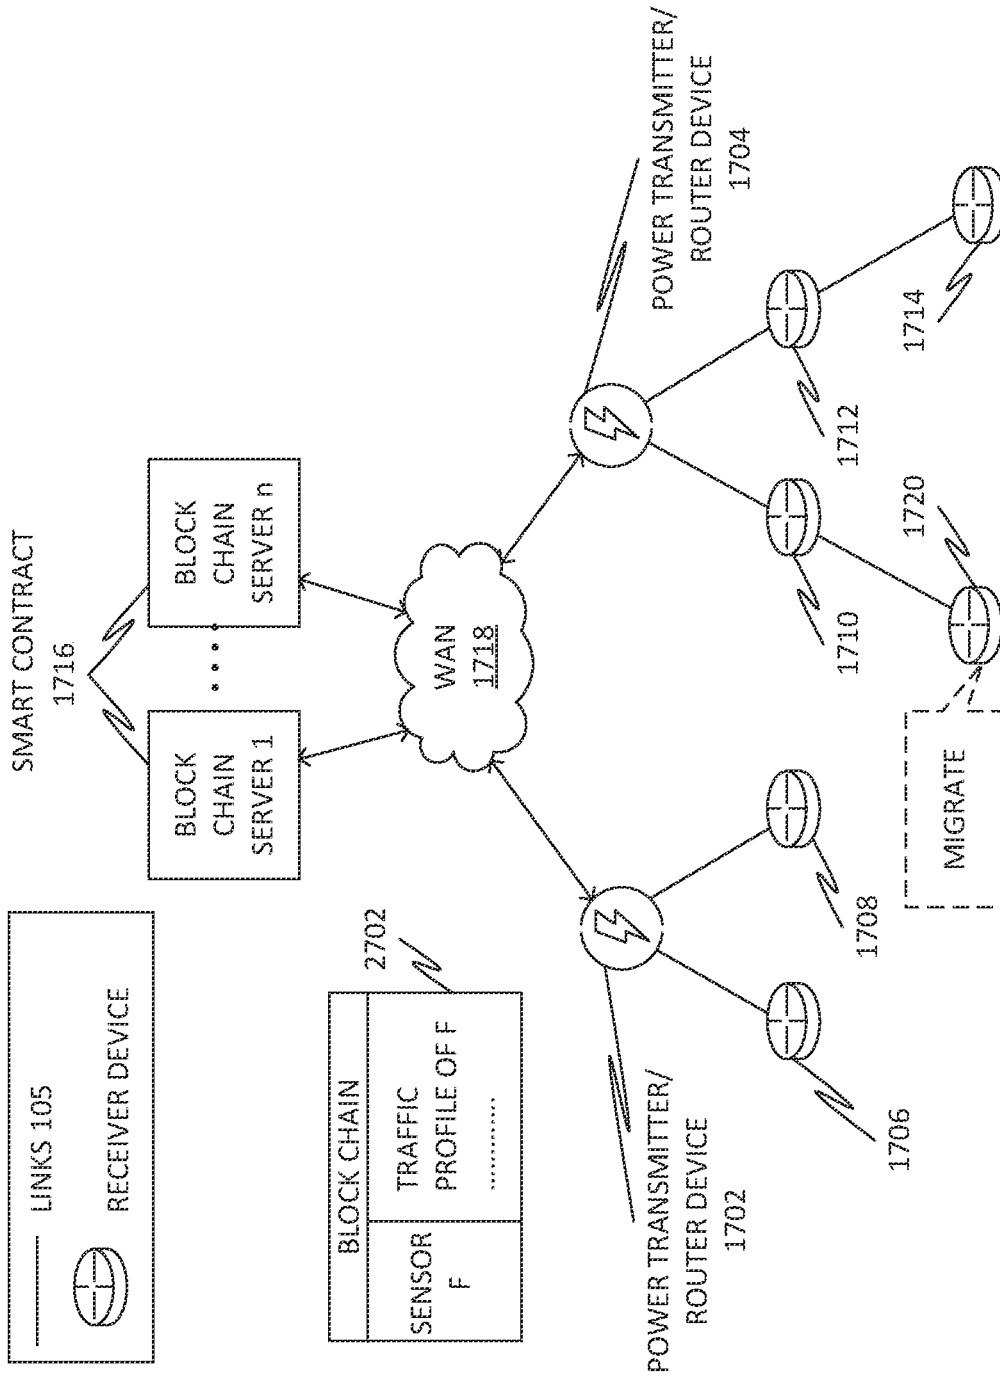 LINKS 105
RECEIVER DEVICE
SMART CONTRACT
1716
BLOCK
CHAIN
SERVER 1
BLOCK
CHAIN
SERVER n
BLOCK CHAIN
SENSOR
F
TRAFFIC
PROFILE OF F
..........
2702
WAN
1718
POWER TRANSMITTER/
ROUTER DEVICE
1702
POWER TRANSMITTER/
ROUTER DEVICE
1704
1706
1708
1710
1712
1714
1720
MIGRATE